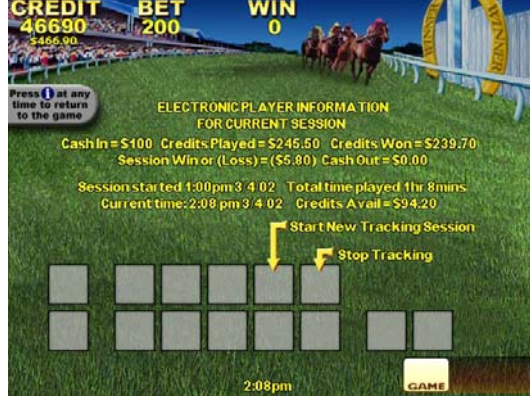 CREDIT BET WIN
46690 200 0
$466.90
WINNER
WINNER
Press i at any
time to return
to the game
ELECTRONIC PLAYER INFORMATION
FOR CURRENT SESSION
Cash In = $100 Credits Played = $245.50 Credits Won = $239.70
Session Win or (Loss) = ($5.80) Cash Out = $0.00
Session started 1:00pm 3/4/02 Total time played 1hr 8mins
Current time: 2:08 pm 3/4/02 Credits Avail = $94.20
Start New Tracking Session
Stop Tracking
2:08pm
GAME